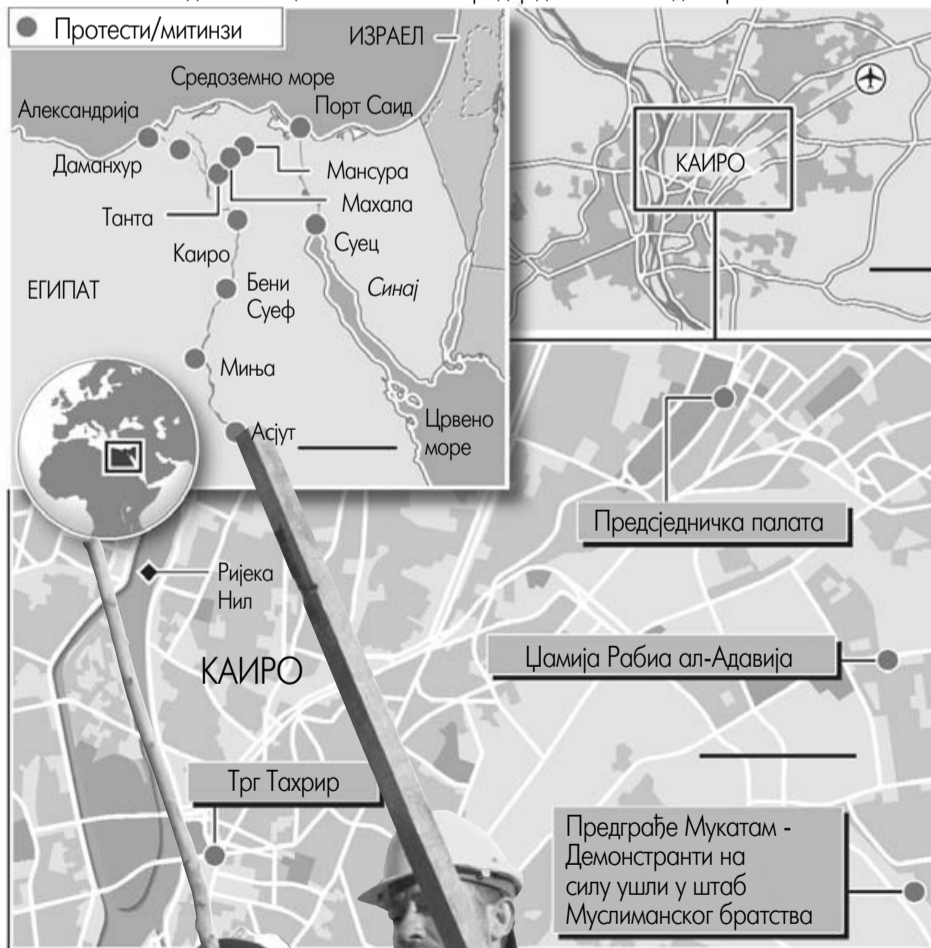 Протести/митинзи
ИЗРАЕЛ
Средоземно море
Александрија
Порт Саид
Даманхур
Мансура
Махала
Танта
Каиро
Суец
ЕГИПАТ
Бени
Суеф
Синај
Миња
Асјут
Црвено
море
КАИРО
Предсједничка палата
Ријека
Нил
КАИРО
Џамија Рабиа ал-Адавија
Трг Тахрир
Предграђе Мукатам -
Демонстранти на
силу ушли у штаб
Муслиманског братства